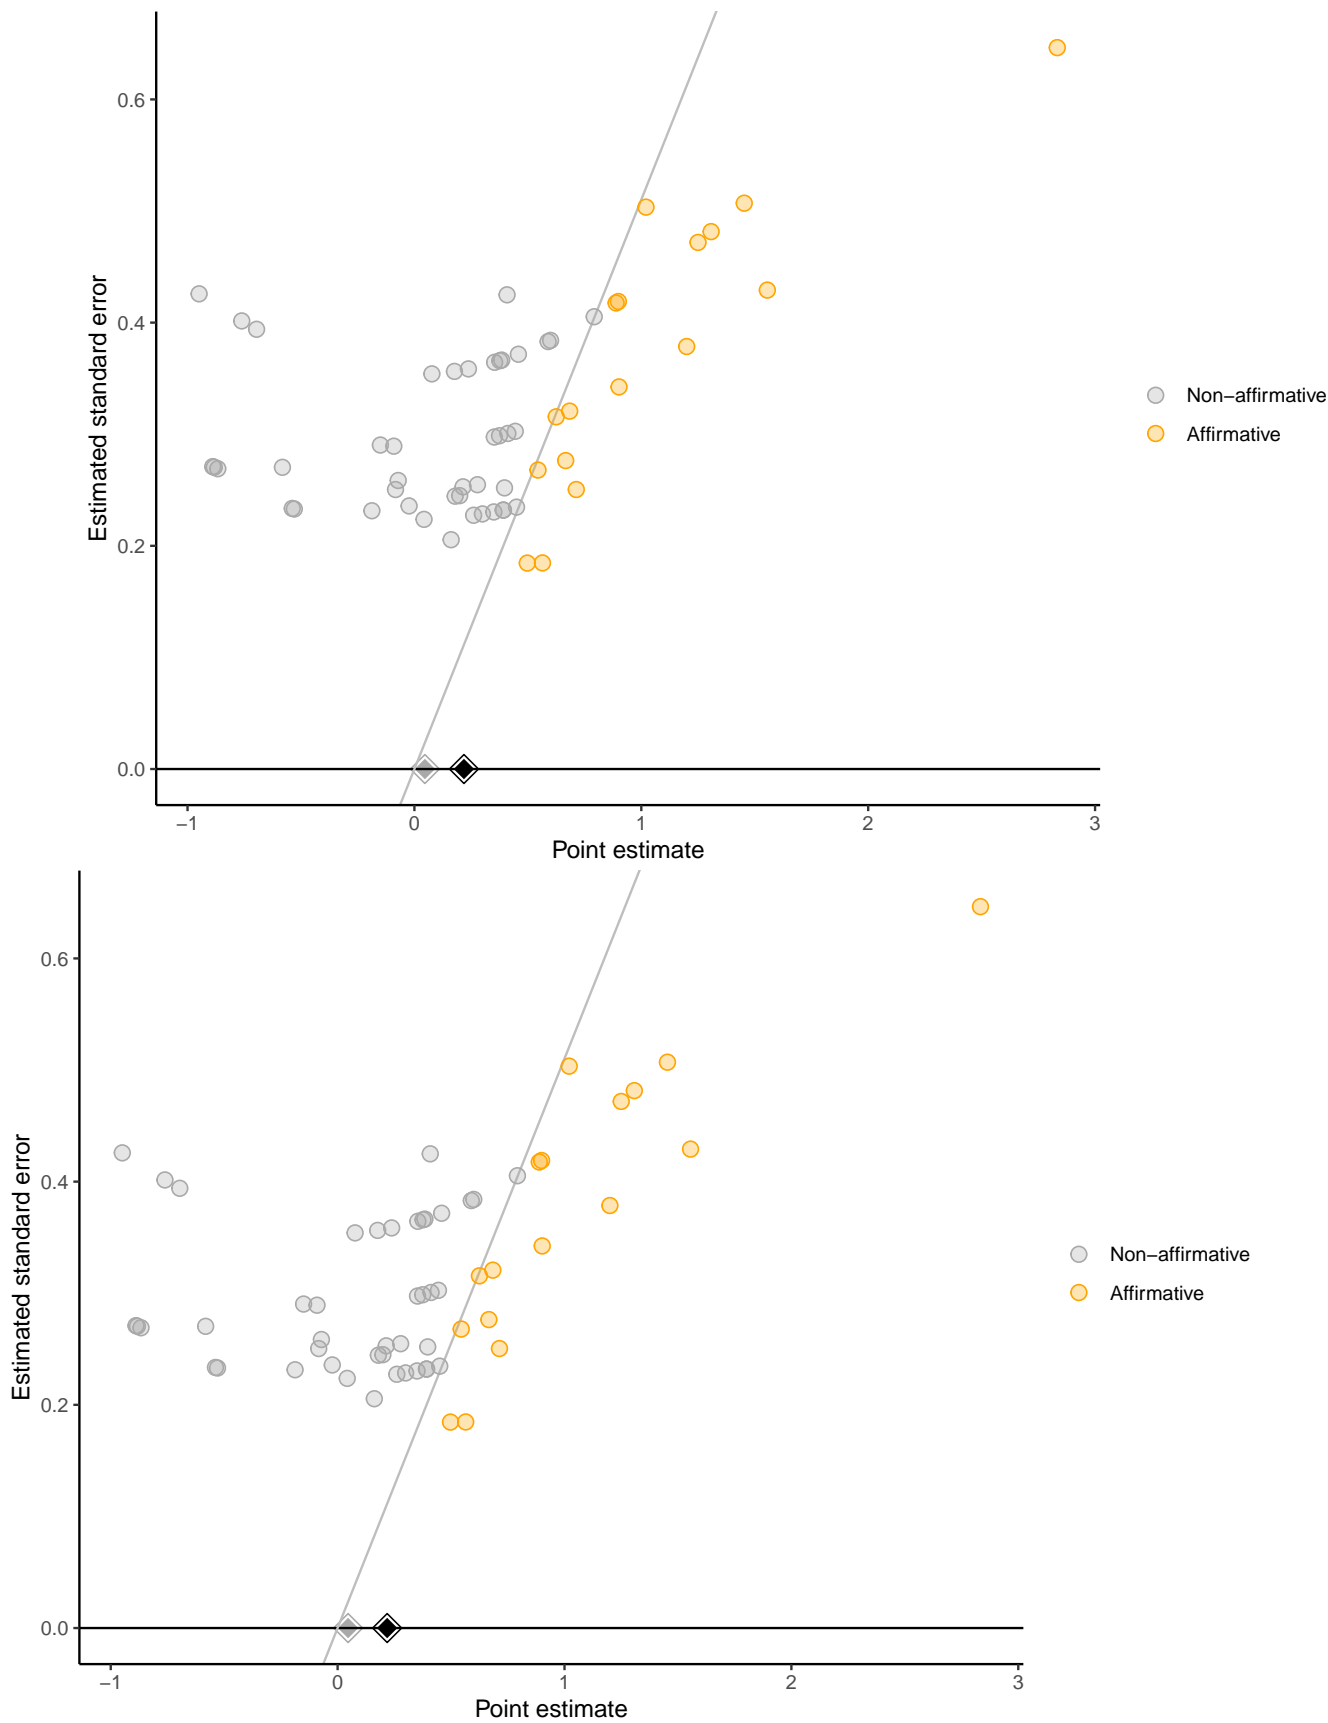 0.6
0.4
0.2
0.0
Estimated standard error
−1
0
1
2
3
Point estimate
Non−affirmative
Affirmative
0.6
0.4
0.2
0.0
Estimated standard error
−1
0
1
2
3
Point estimate
Non−affirmative
Affirmative